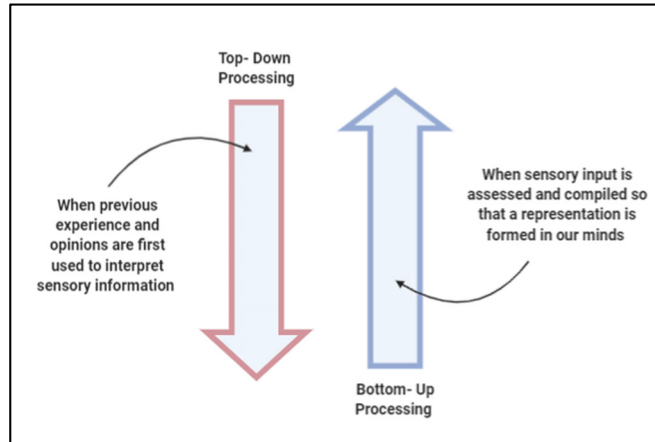 Top- Down
Processing
When previous
experience and
opinions are first
used to interpret
sensory information
When sensory input is
assessed and compiled so
that a representation is
formed in our minds
Bottom- Up
Processing